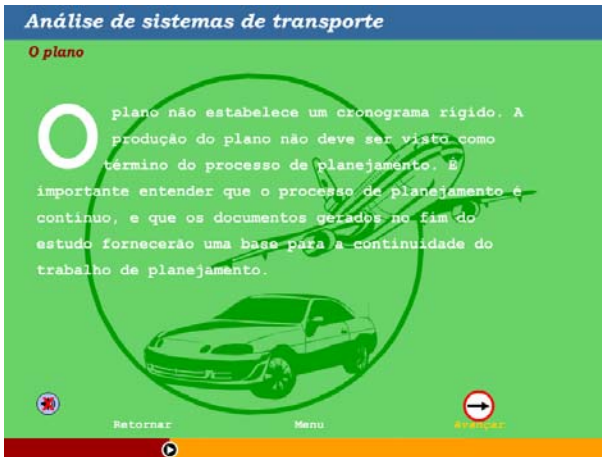 Análise de sistemas de transporte
O plano
O plano não estabelece um cronograma rígido. A
produção do plano não deve ser visto como
término do processo de planejamento. É
importante entender que o processo de planejamento é
contínuo, e que os documentos gerados no fim do
estudo fornecerão uma base para a continuidade do
trabalho de planejamento.
Retornar Menu Avançar